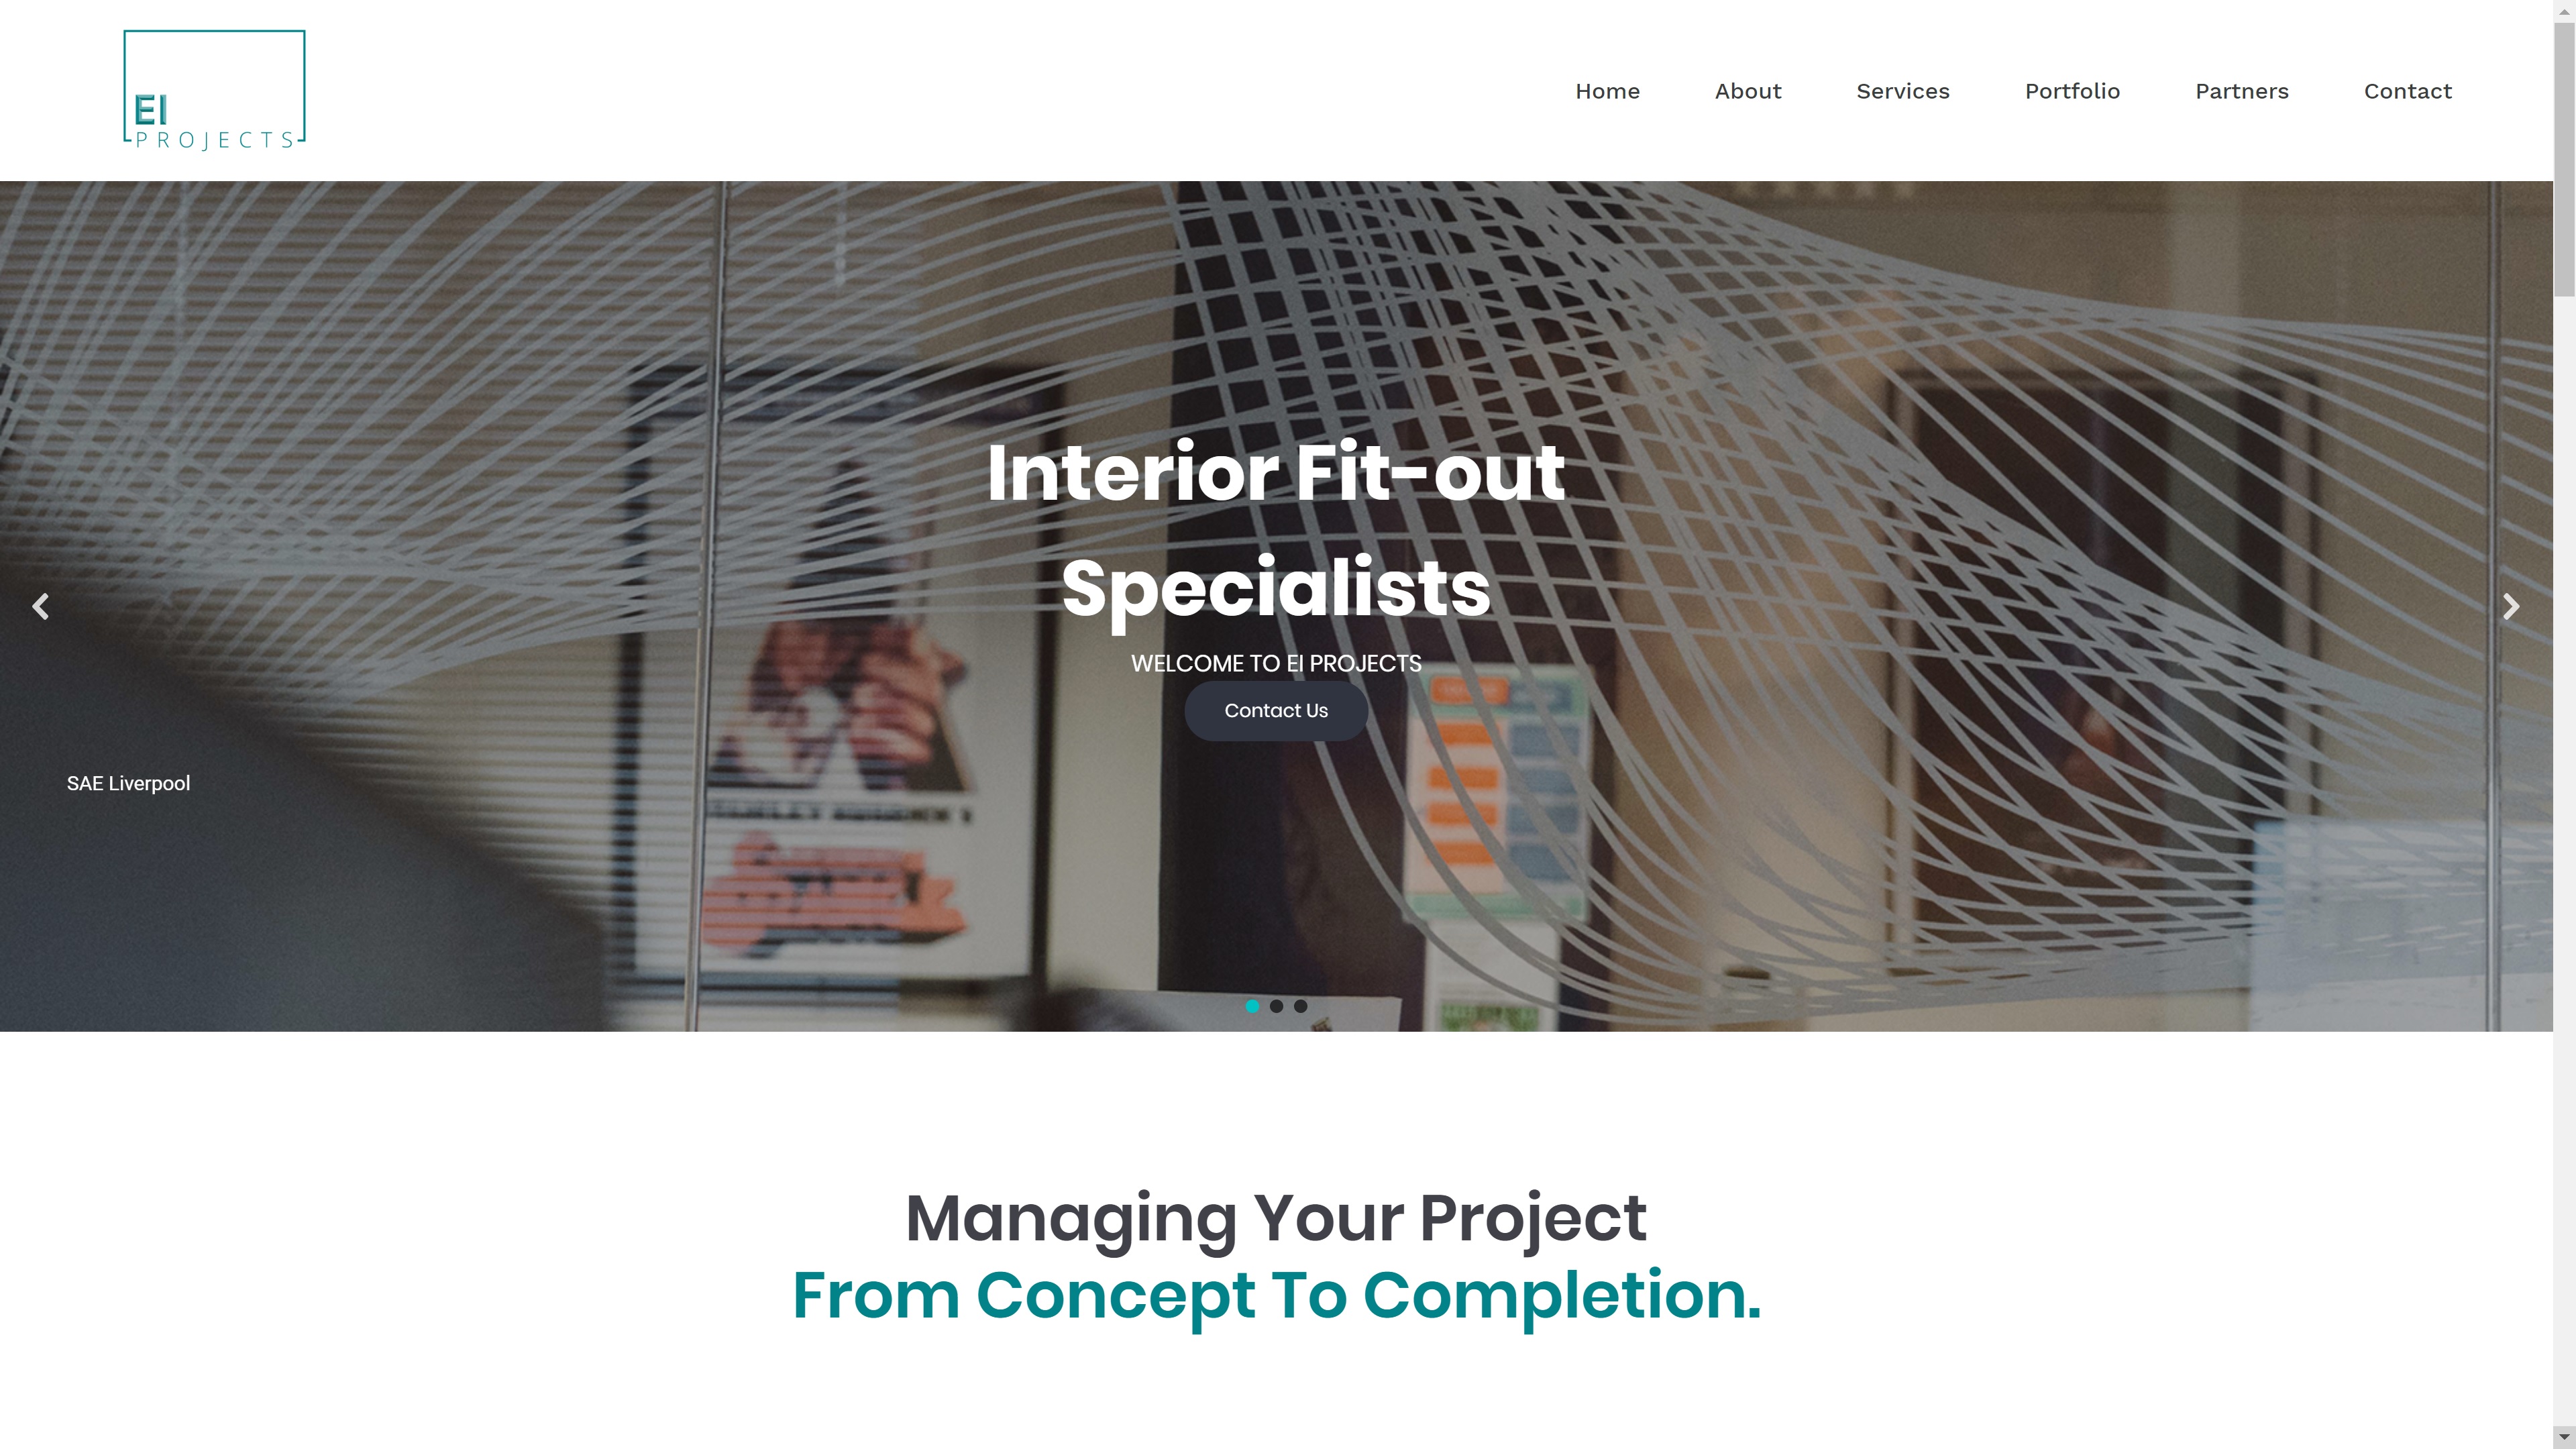 EI
PROJECTS
Home
About
Services
Portfolio
Partners
Contact
Interior Fit-out
Specialists
WELCOME TO EI PROJECTS
Contact Us
SAE Liverpool
Managing Your Project
From Concept To Completion.